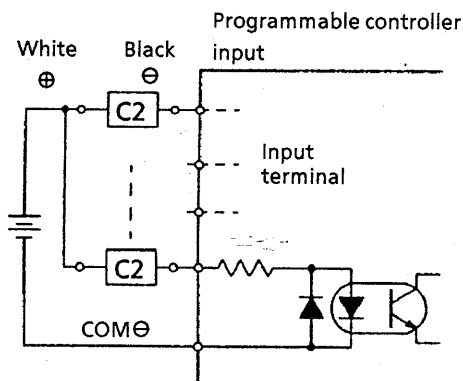 Programmable controller
input
White
Black
⊕
⊖
C2
Input
terminal
C2
COM⊖